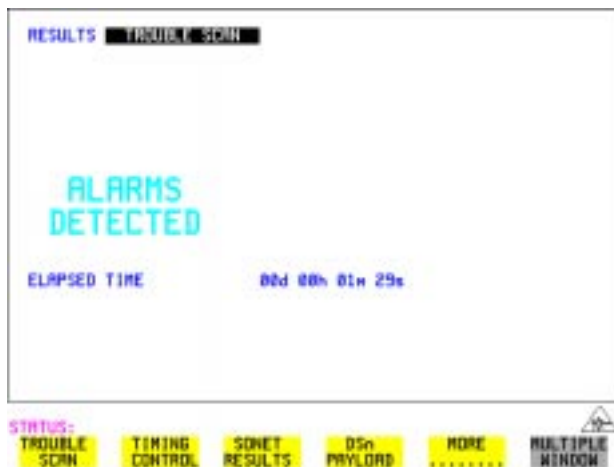 RESULTS TROUBLE SCAN
ALARMS
DETECTED
ELAPSED TIME 00d 00h 01m 29s
STATUS:
TROUBLE SCAN
TIMING CONTROL
SONET RESULTS
DSn PAYLOAD
MORE ........
MULTIPLE WINDOW